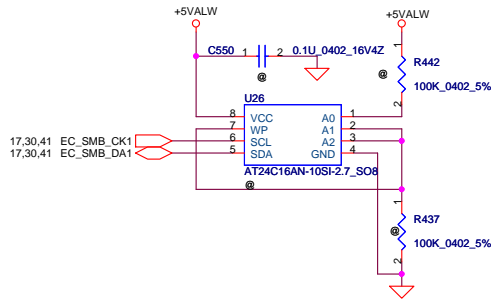 +5VALW
+5VALW
C550 1 2 0.1U_0402_16V4Z
@
1
R442
@
100K_0402_5%
2
U26
8 VCC A0 1
7 WP A1 2
17,30,41 EC_SMB_CK1 6 SCL A2 3
17,30,41 EC_SMB_DA1 5 SDA GND 4
AT24C16AN-10SI-2.7_SO8
@
1
R437
@
100K_0402_5%
2